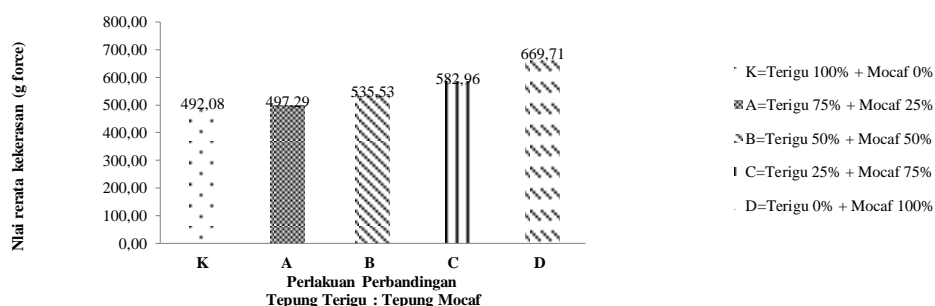 Nlai rerata kekerasan (g force)
800,00
700,00
600,00
500,00
400,00
300,00
200,00
100,00
0,00
492,08
497,29
535,53
582,96
669,71
K
A
B
C
D
Perlakuan Perbandingan
Tepung Terigu : Tepung Mocaf
K=Terigu 100% + Mocaf 0%
A=Terigu 75% + Mocaf 25%
B=Terigu 50% + Mocaf 50%
C=Terigu 25% + Mocaf 75%
D=Terigu 0% + Mocaf 100%